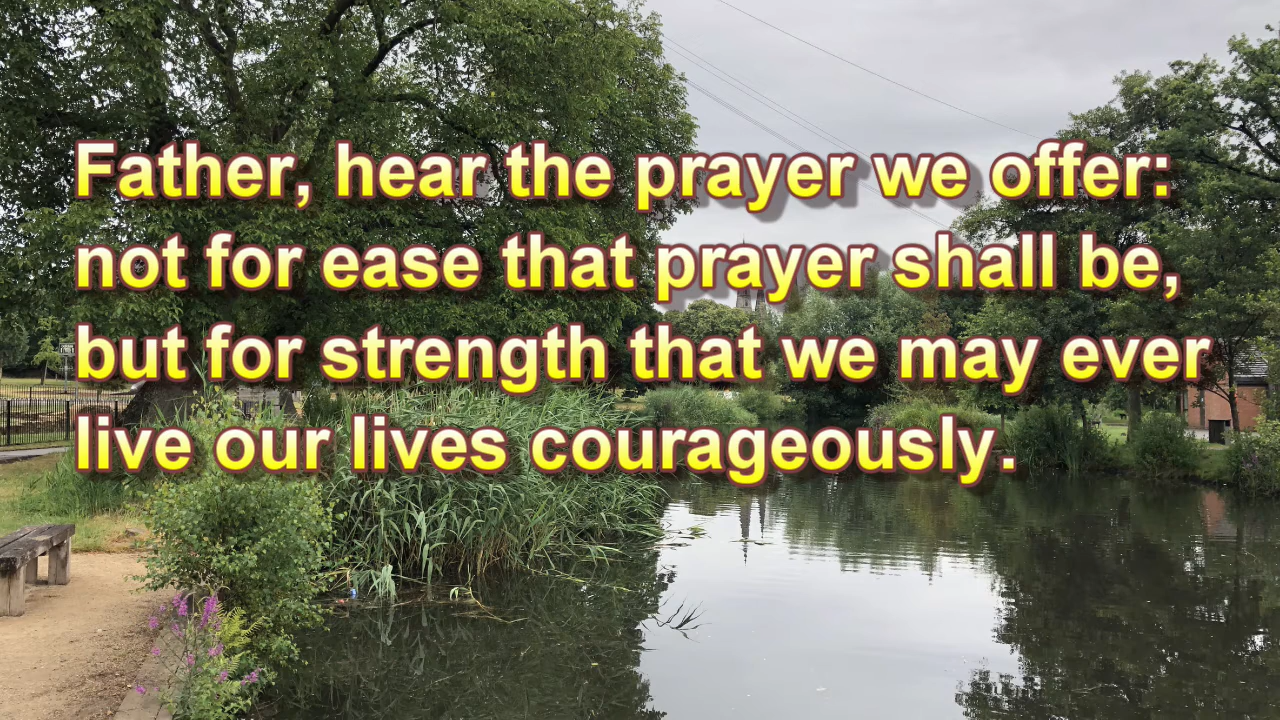 Father, hear the prayer we offer:
not for ease that prayer shall be,
but for strength that we may ever
live our lives courageously.